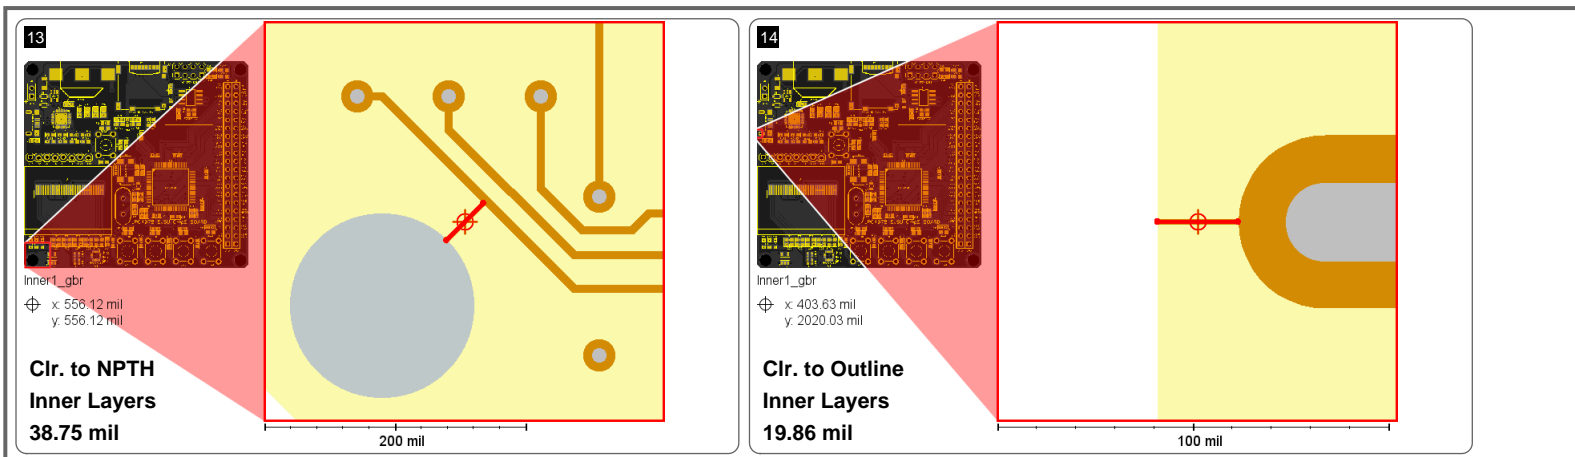 13
Inner1_gbr
x: 556.12 mil
y: 556.12 mil
Clr. to NPTH
Inner Layers
38.75 mil
200 mil
14
Inner1_gbr
x: 403.63 mil
y: 2020.03 mil
Clr. to Outline
Inner Layers
19.86 mil
100 mil